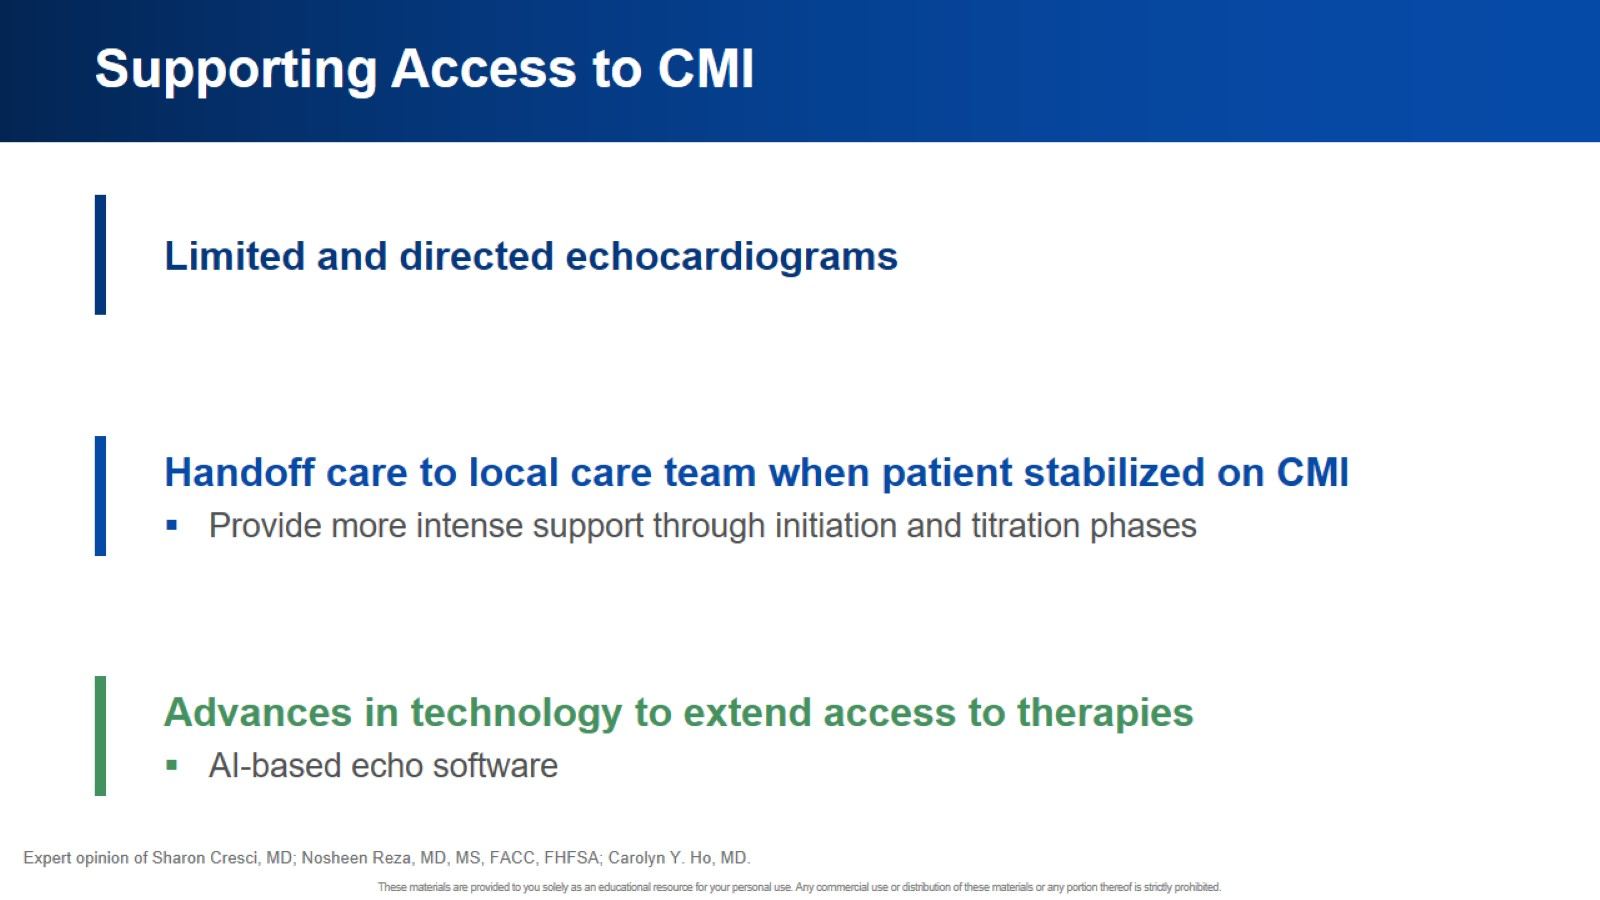 Supporting Access to CMI
Limited and directed echocardiograms
Handoff care to local care team when patient stabilized on CMI
▪ Provide more intense support through initiation and titration phases
Advances in technology to extend access to therapies
▪ AI-based echo software
Expert opinion of Sharon Cresci, MD; Nosheen Reza, MD, MS, FACC, FHFSA; Carolyn Y. Ho, MD.
These materials are provided to you solely as an educational resource for your personal use. Any commercial use or distribution of these materials or any portion thereof is strictly prohibited.